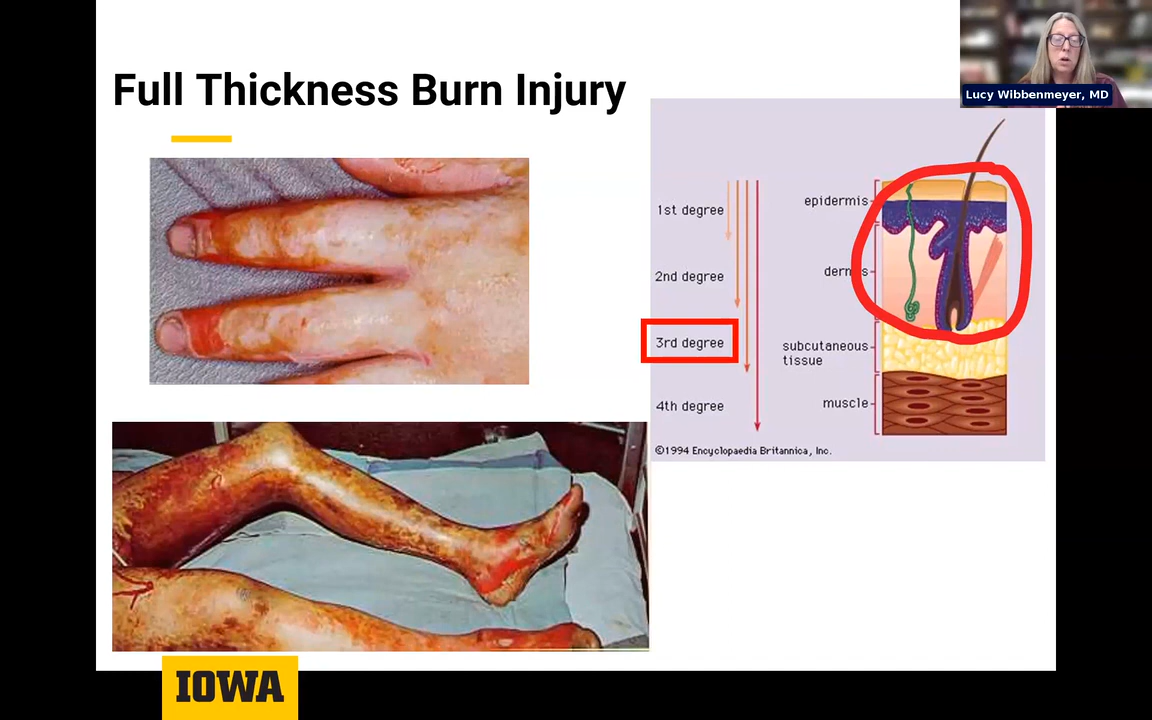 Full Thickness Burn Injury
Lucy Wibbenmeyer, MD
1st degree
2nd degree
3rd degree
4th degree
epidermis
dermis
subcutaneous
tissue
muscle
©1994 Encyclopaedia Britannica, Inc.
IOWA